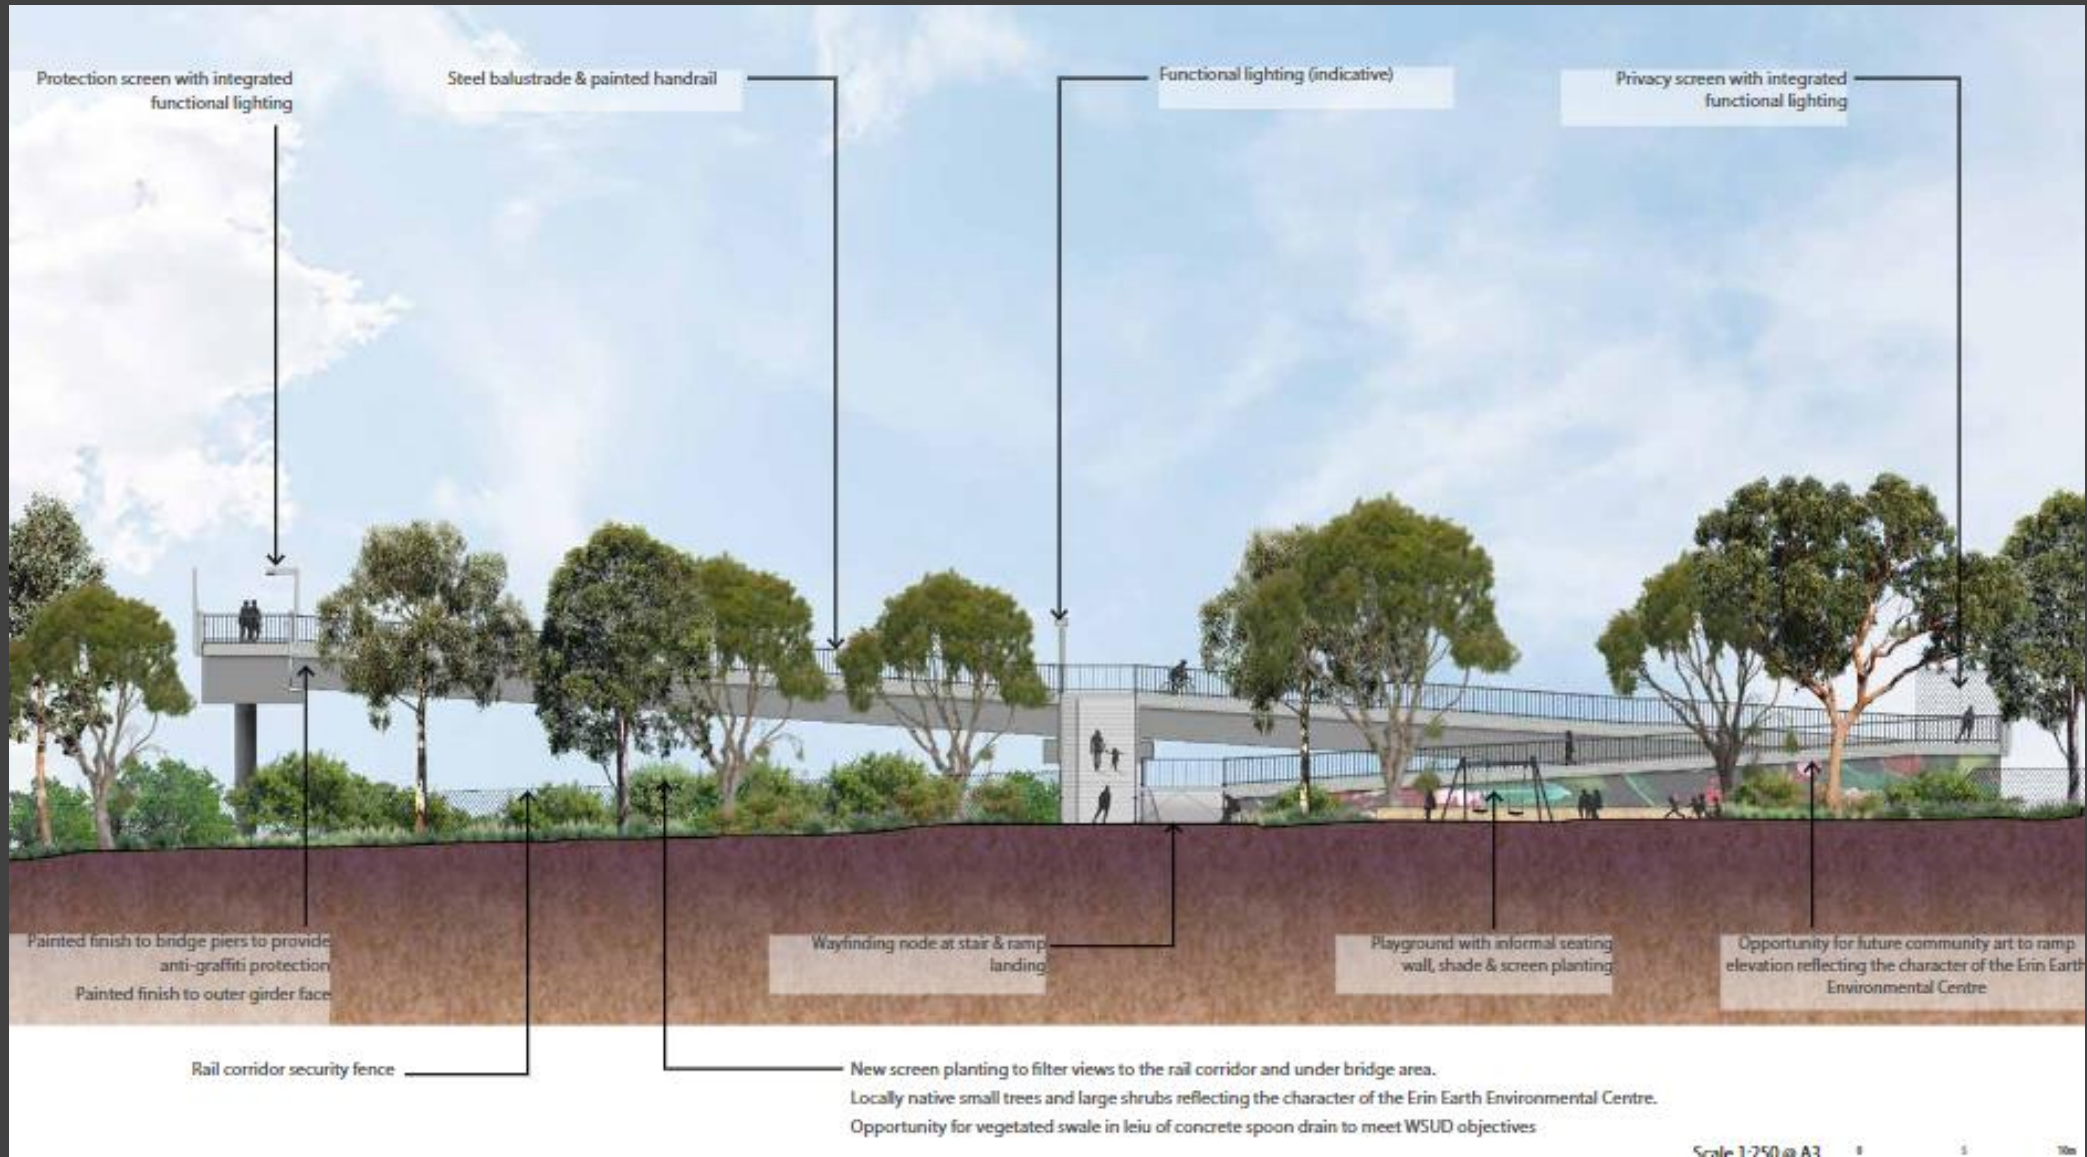 Protection screen with integrated
functional lighting
Steel balustrade & painted handrail
Functional lighting (indicative)
Privacy screen with integrated
functional lighting
Painted finish to bridge piers to provide
anti-graffiti protection
Painted finish to outer girder face
Wayfinding node at stair & ramp
landing
Playground with informal seating
wall, shade & screen planting
Opportunity for future community art to ramp
elevation reflecting the character of the Erin Earth
Environmental Centre
Rail corridor security fence
New screen planting to filter views to the rail corridor and under bridge area.
Locally native small trees and large shrubs reflecting the character of the Erin Earth Environmental Centre.
Opportunity for vegetated swale in leiu of concrete spoon drain to meet WSUD objectives
Scale 1:250 @ A3 0 5 10m